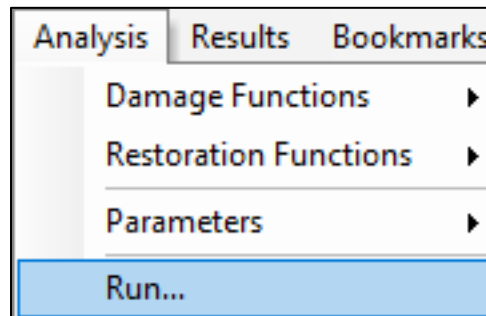 Analysis Results Bookmarks
Damage Functions
Restoration Functions
Parameters
Run...